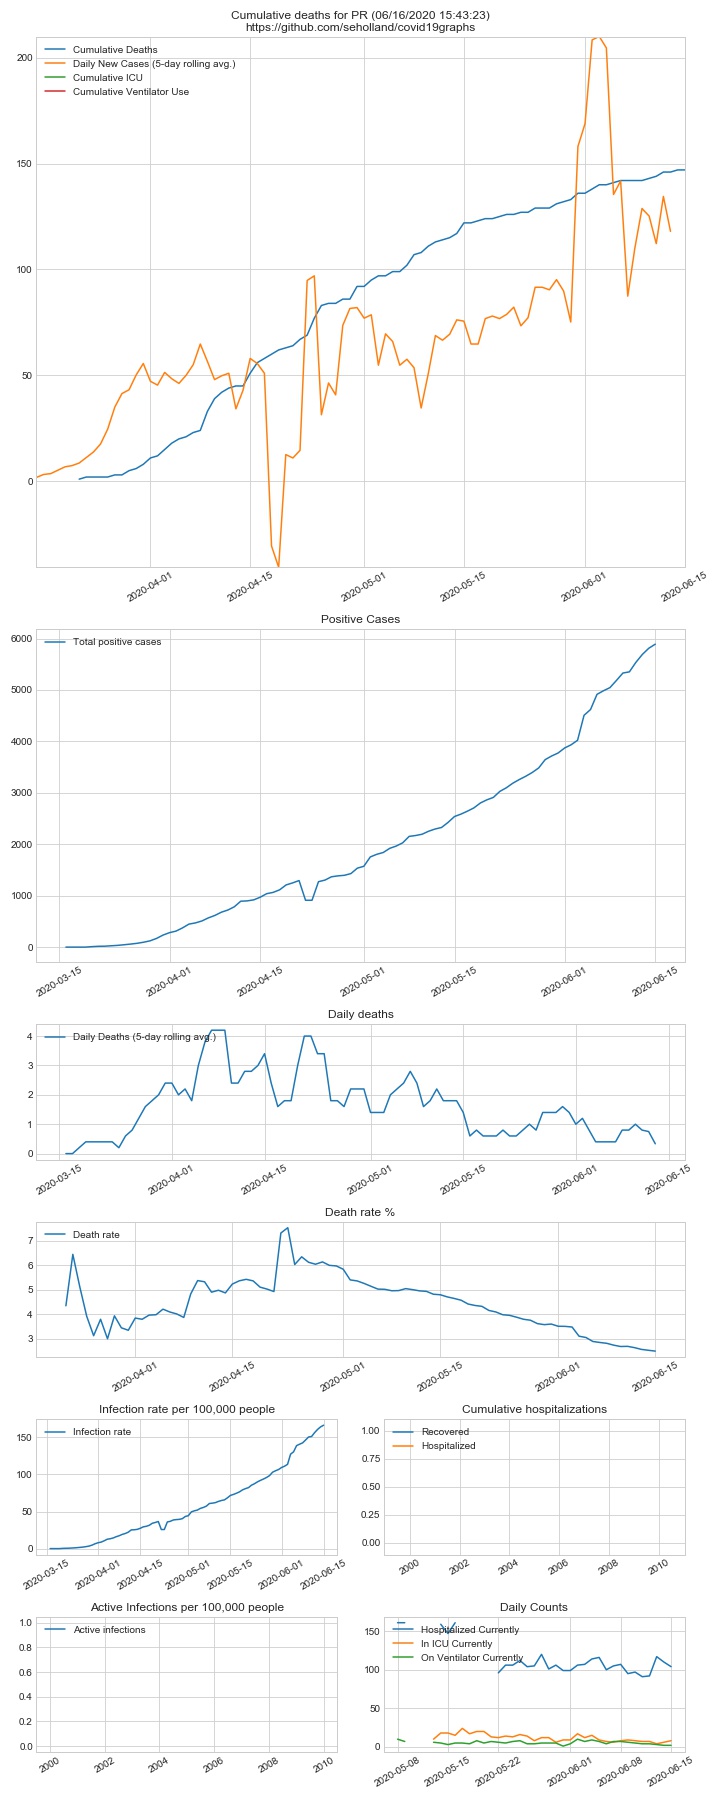 Cumulative deaths for PR (06/16/2020 15:43:23)
https://github.com/seholland/covid19graphs
Cumulative Deaths
Daily New Cases (5-day rolling avg.)
Cumulative ICU
Cumulative Ventilator Use
200
150
100
50
0
2020-04-01 2020-04-15 2020-05-01 2020-05-15 2020-06-01 2020-06-15
Positive Cases
Total positive cases
6000
5000
4000
3000
2000
1000
0
2020-03-15 2020-04-01 2020-04-15 2020-05-01 2020-05-15 2020-06-01 2020-06-15
Daily deaths
Daily Deaths (5-day rolling avg.)
4
3
2
1
0
2020-03-15 2020-04-01 2020-04-15 2020-05-01 2020-05-15 2020-06-01 2020-06-15
Death rate %
Death rate
7
6
5
4
3
2020-04-01 2020-04-15 2020-05-01 2020-05-15 2020-06-01 2020-06-15
Infection rate per 100,000 people
Infection rate
150
100
50
0
2020-03-15 2020-04-01 2020-04-15 2020-05-01 2020-05-15 2020-06-01 2020-06-15
Cumulative hospitalizations
Recovered
Hospitalized
1.00
0.75
0.50
0.25
0.00
2000 2002 2004 2006 2008 2010
Active Infections per 100,000 people
Active infections
1.0
0.8
0.6
0.4
0.2
0.0
2000 2002 2004 2006 2008 2010
Daily Counts
Hospitalized Currently
In ICU Currently
On Ventilator Currently
150
100
50
0
2020-05-08 2020-05-15 2020-05-22 2020-06-01 2020-06-08 2020-06-15